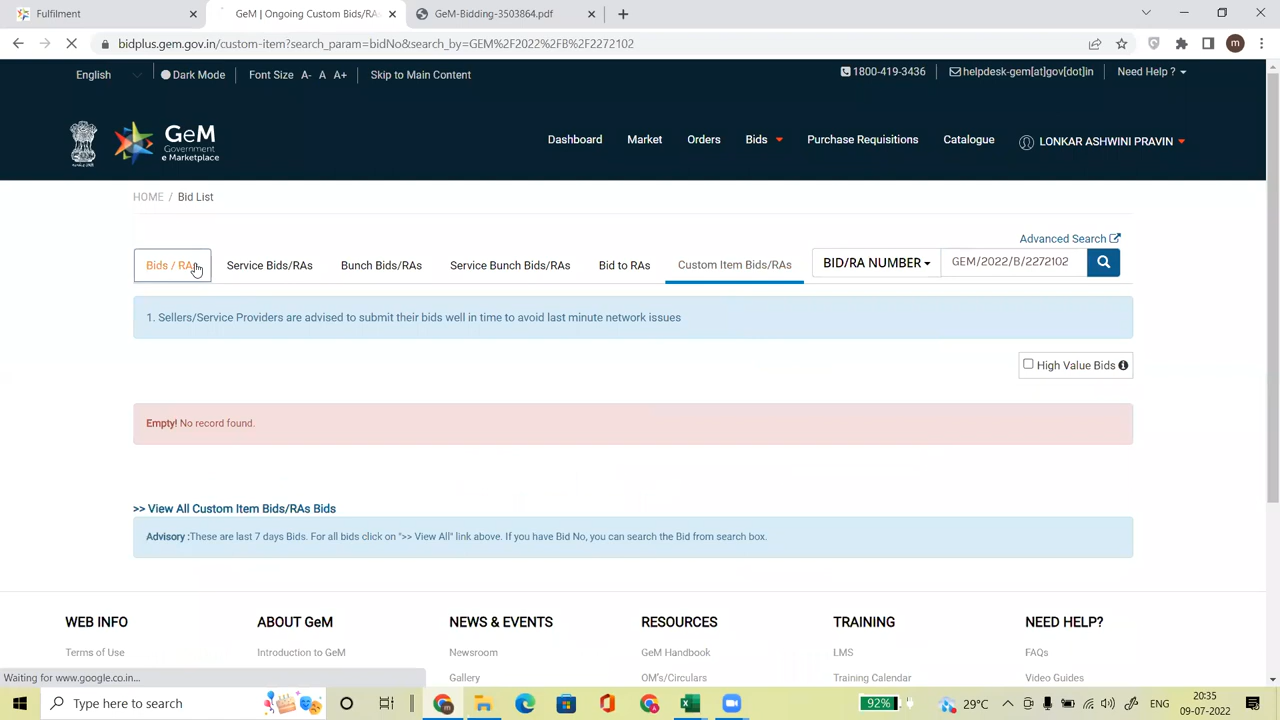 Fulfilment
GeM | Ongoing Custom Bids/RA
GeM-Bidding-3503864.pdf
bidplus.gem.gov.in/custom-item?search_param=bidNo&search_by=GEM%2F2022%2FB%2F2272102
m
English
Dark Mode
Font Size A- A A+
Skip to Main Content
1800-419-3436
helpdesk-gem[at]gov[dot]in
Need Help ?
GeM
Government
e Marketplace
Dashboard
Market
Orders
Bids
Purchase Requisitions
Catalogue
LONKAR ASHWINI PRAVIN
HOME / Bid List
Advanced Search
Bids / RAs
Service Bids/RAs
Bunch Bids/RAs
Service Bunch Bids/RAs
Bid to RAs
Custom Item Bids/RAs
BID/RA NUMBER
GEM/2022/B/2272102
1. Sellers/Service Providers are advised to submit their bids well in time to avoid last minute network issues
High Value Bids
Empty! No record found.
>> View All Custom Item Bids/RAs Bids
Advisory :These are last 7 days Bids. For all bids click on ">> View All" link above. If you have Bid No, you can search the Bid from search box.
WEB INFO
ABOUT GeM
NEWS & EVENTS
RESOURCES
TRAINING
NEED HELP?
Terms of Use
Introduction to GeM
Newsroom
GeM Handbook
LMS
FAQs
Waiting for www.google.co.in...
Gallery
OM's/Circulars
Training Calendar
Video Guides
Type here to search
92%
29°C
ENG
20:35
09-07-2022